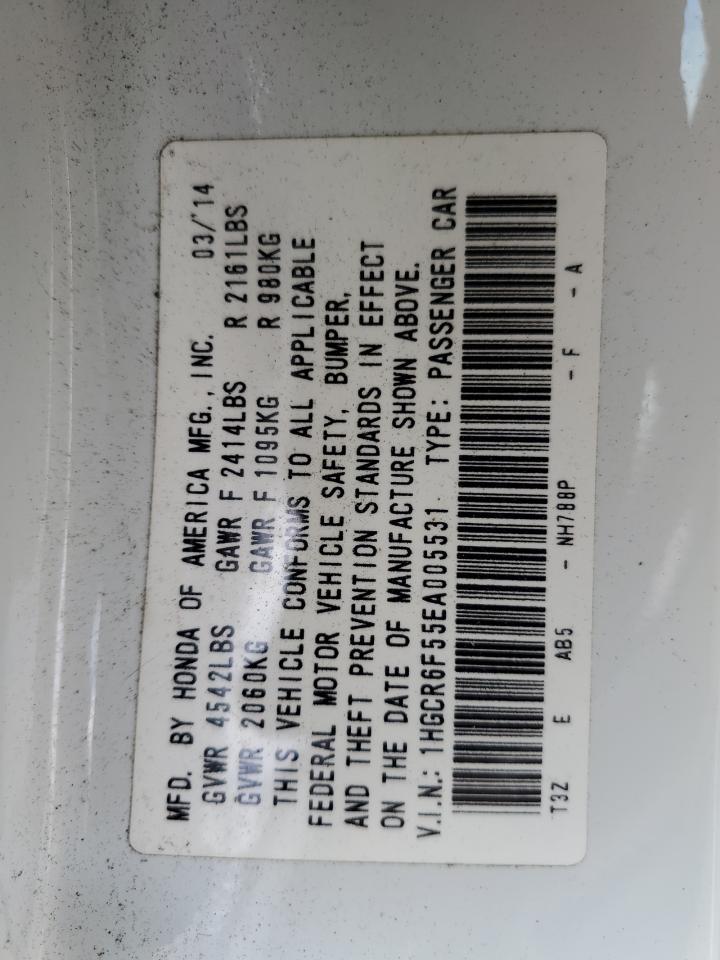 MFD. BY HONDA OF AMERICA MFG., INC. 03/14
GVWR 4542LBS GAWR F 2414LBS R 2161LBS
GVWR 2060KG GAWR F 1095KG R 980KG
THIS VEHICLE CONFORMS TO ALL APPLICABLE
FEDERAL MOTOR VEHICLE SAFETY, BUMPER,
AND THEFT PREVENTION STANDARDS IN EFFECT
ON THE DATE OF MANUFACTURE SHOWN ABOVE.
V.I.N.: 1HGCR6F55EA005531 TYPE: PASSENGER CAR
T3Z E AB5 - NH788P - F - A